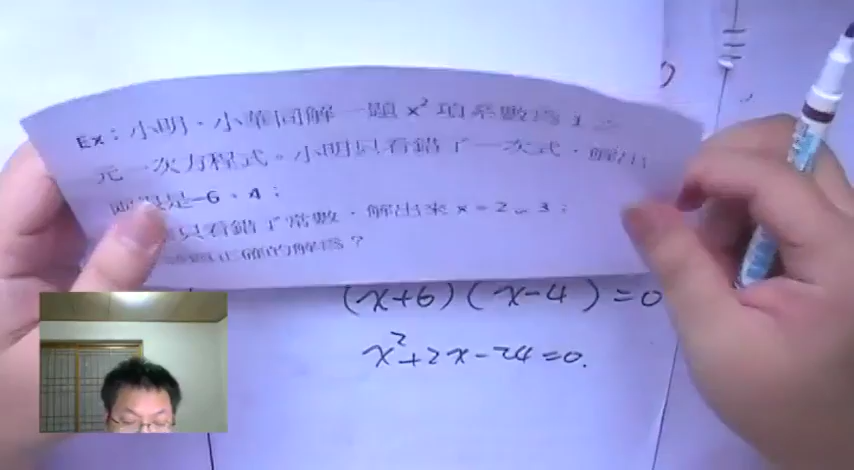 Ex：小明、小華同解一題 x² 項係數為 1 之
元一次方程式。小明只看錯了一次式，解出
是-6、4；
只看錯了常數，解出來 x=2 3；
正確的解為？
(x+6)(x-4)=0
x²+2x-24=0.